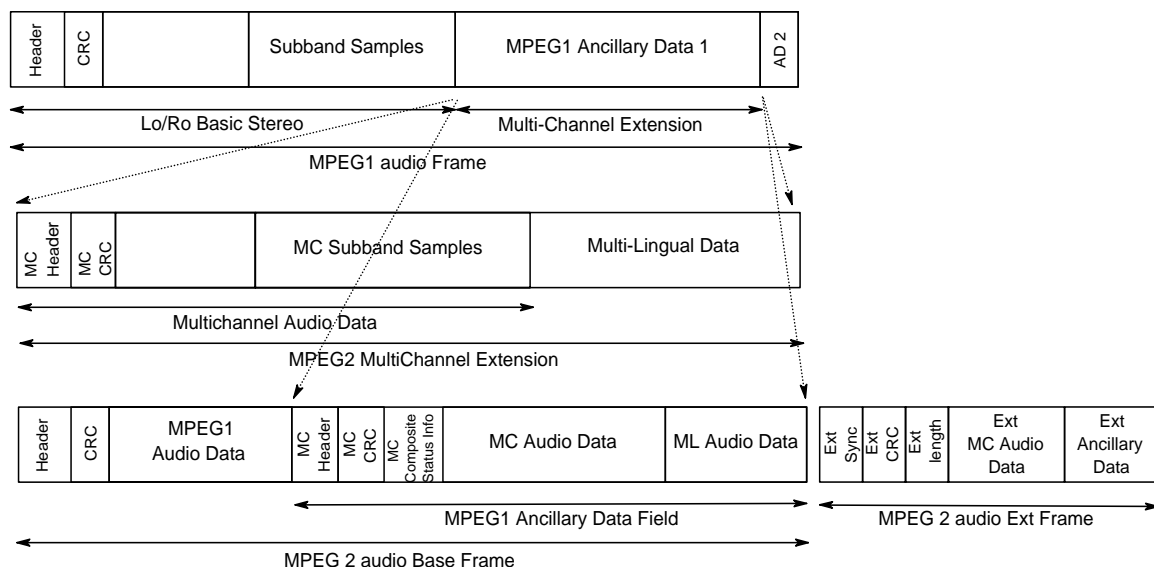 Header
CRC
Subband Samples
MPEG1 Ancillary Data 1
AD 2
Lo/Ro Basic Stereo
Multi-Channel Extension
MPEG1 audio Frame
MC
Header
MC
CRC
MC Subband Samples
Multi-Lingual Data
Multichannel Audio Data
MPEG2 MultiChannel Extension
Header
CRC
MPEG1
Audio Data
MC
Header
MC
CRC
MC
Composite
Status Info
MC Audio Data
ML Audio Data
Ext
Sync
Ext
CRC
Ext
length
Ext
MC Audio
Data
Ext
Ancillary
Data
MPEG1 Ancillary Data Field
MPEG 2 audio Ext Frame
MPEG 2 audio Base Frame